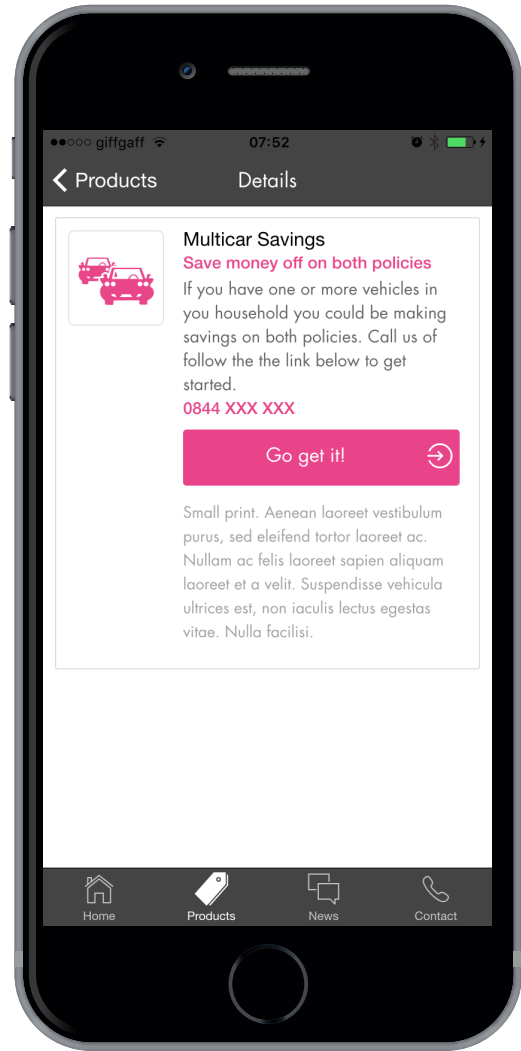 giffgaff 07:52
Products Details
Multicar Savings
Save money off on both policies
If you have one or more vehicles in
you household you could be making
savings on both policies. Call us of
follow the the link below to get
started.
0844 XXX XXX
Go get it!
Small print. Aenean laoreet vestibulum
purus, sed eleifend tortor laoreet ac.
Nullam ac felis laoreet sapien aliquam
laoreet et a velit. Suspendisse vehicula
ultrices est, non iaculis lectus egestas
vitae. Nulla facilisi.
Home Products News Contact